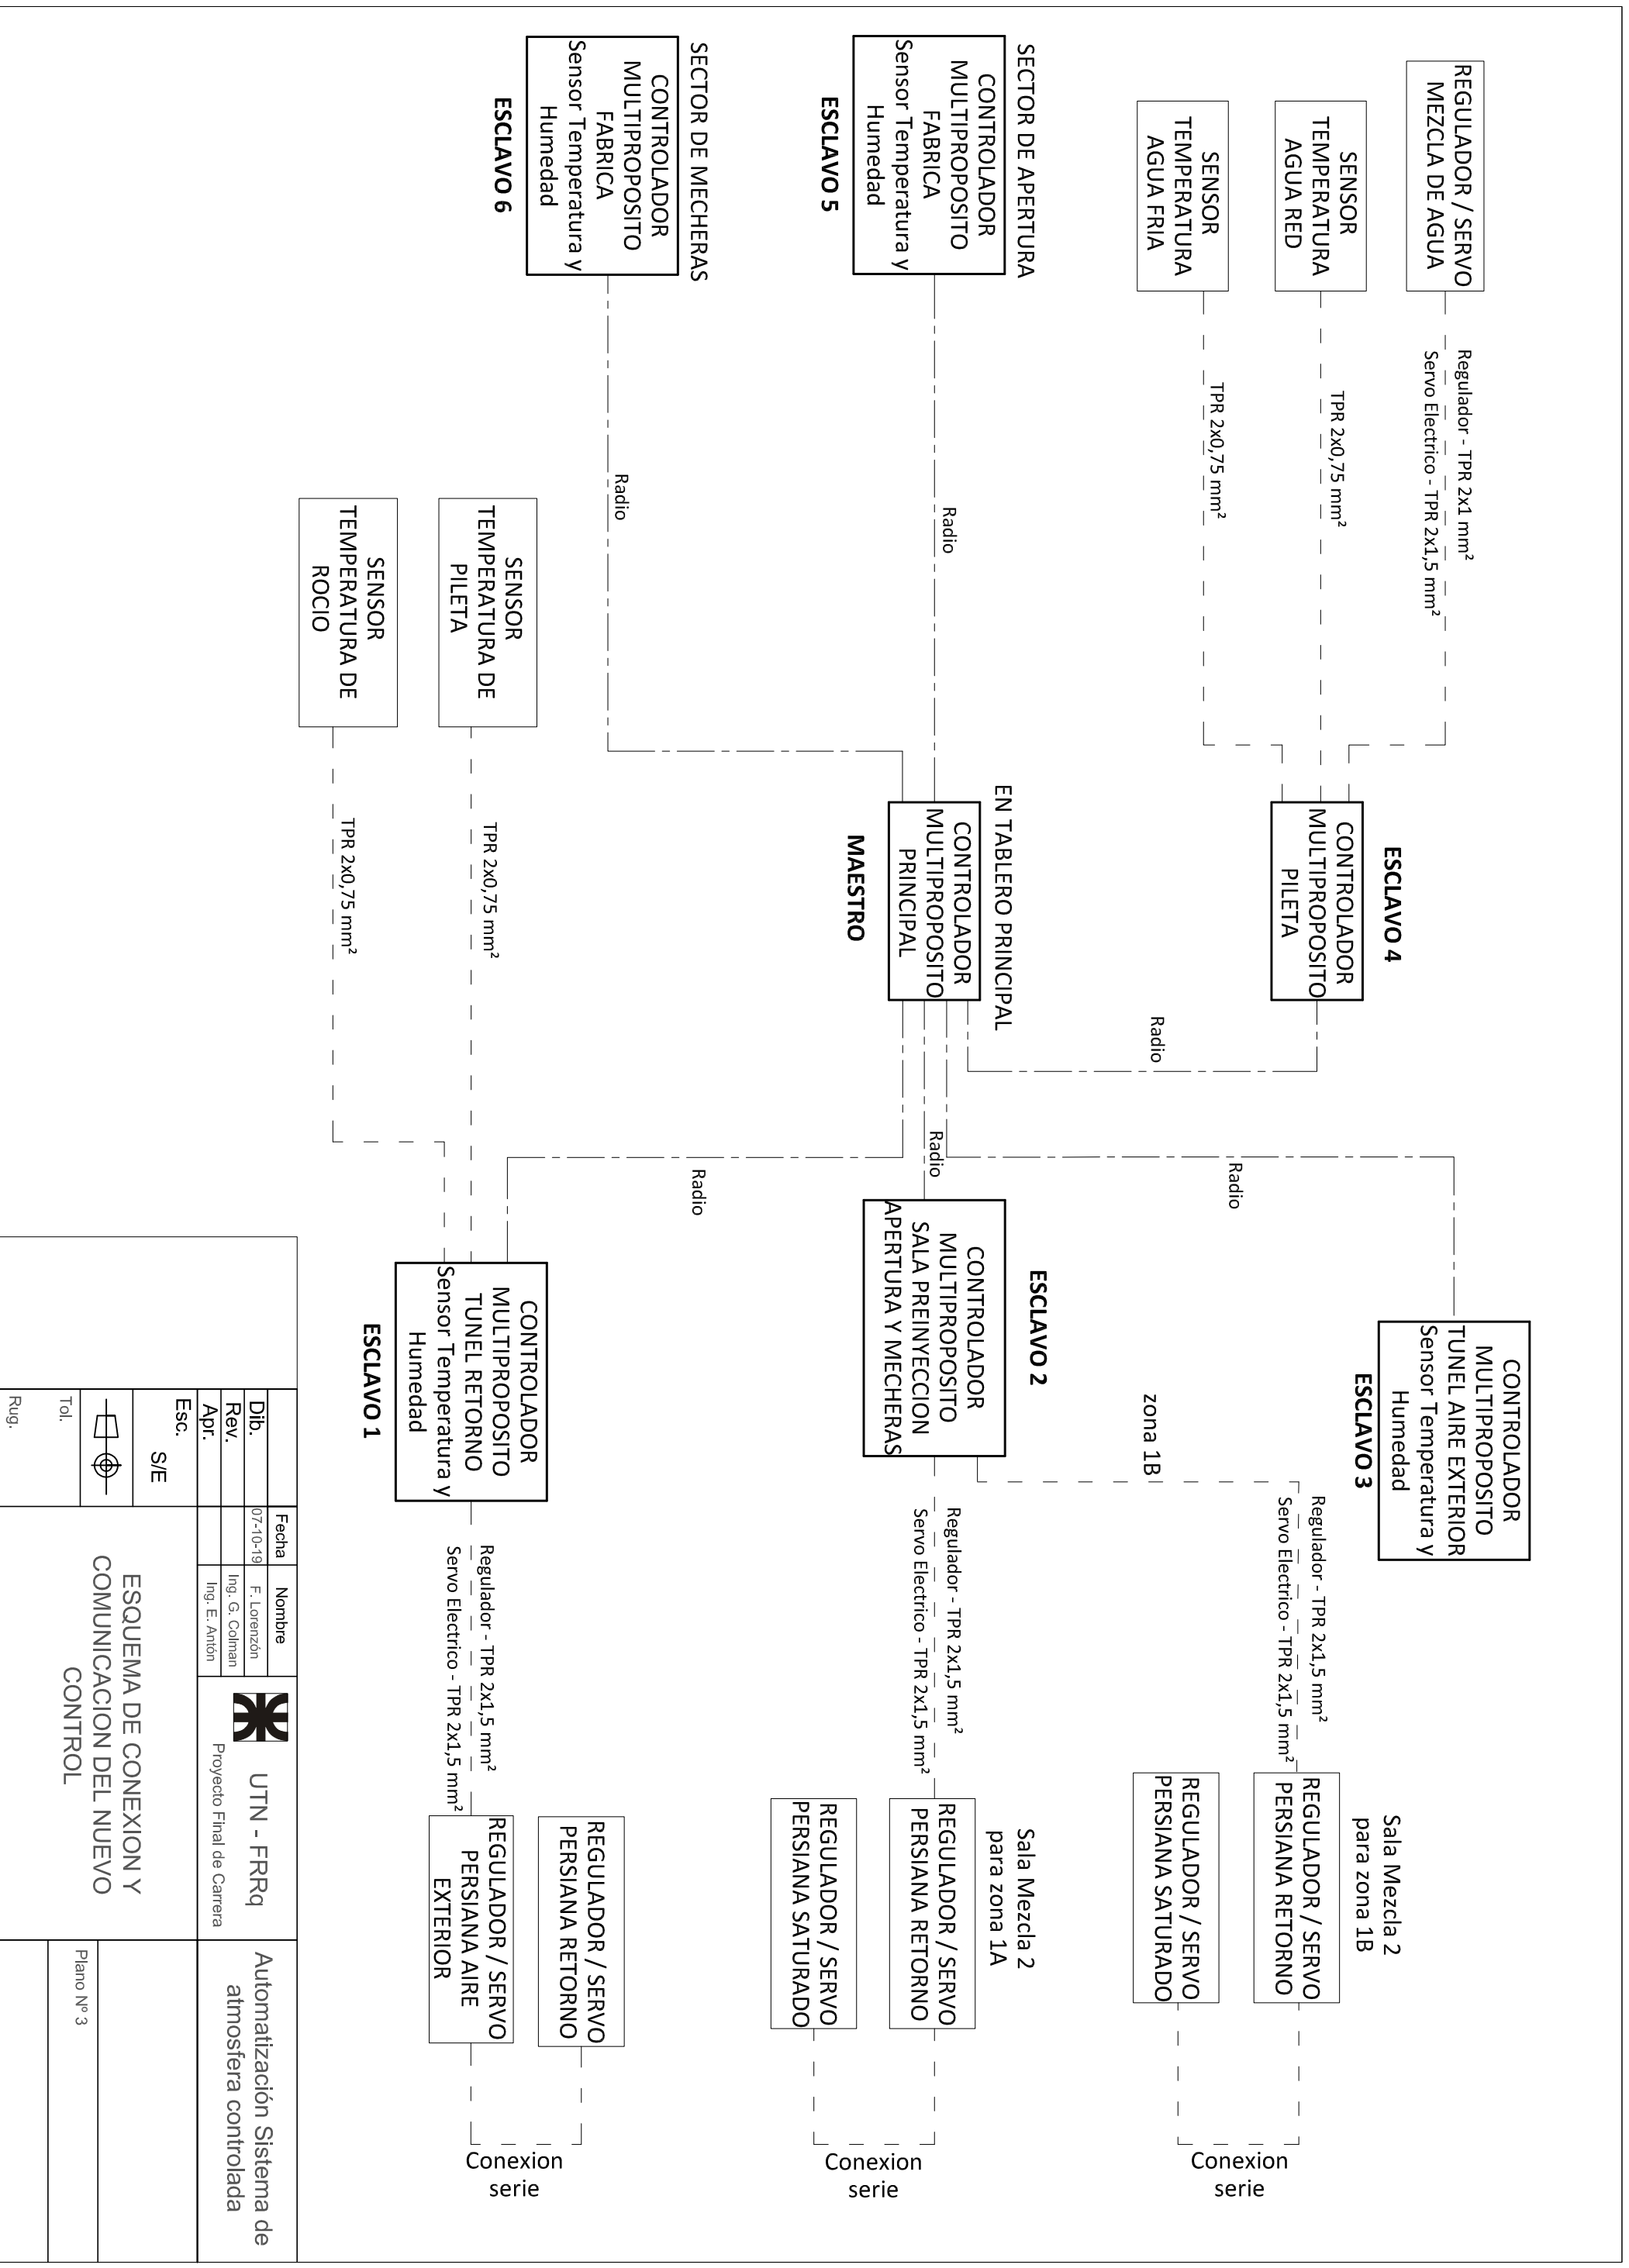 REGULADOR / SERVO
MEZCLA DE AGUA
Regulador - TPR 2x1 mm²
Servo Electrico - TPR 2x1,5 mm²
SENSOR
TEMPERATURA
AGUA RED
TPR 2x0,75 mm²
SENSOR
TEMPERATURA
AGUA FRIA
TPR 2x0,75 mm²
ESCLAVO 4
CONTROLADOR
MULTIPROPOSITO
PILETA
Radio
CONTROLADOR
MULTIPROPOSITO
TUNEL AIRE EXTERIOR
Sensor Temperatura y
Humedad
ESCLAVO 3
Radio
Sala Mezcla 2
para zona 1B
REGULADOR / SERVO
PERSIANA RETORNO
REGULADOR / SERVO
PERSIANA SATURADO
Regulador - TPR 2x1,5 mm²
Servo Electrico - TPR 2x1,5 mm²
zona 1B
Conexion
serie
SECTOR DE APERTURA
CONTROLADOR
MULTIPROPOSITO
FABRICA
Sensor Temperatura y
Humedad
ESCLAVO 5
Radio
EN TABLERO PRINCIPAL
CONTROLADOR
MULTIPROPOSITO
PRINCIPAL
MAESTRO
Radio
ESCLAVO 2
CONTROLADOR
MULTIPROPOSITO
SALA PREINYECCION
APERTURA Y MECHERAS
Regulador - TPR 2x1,5 mm²
Servo Electrico - TPR 2x1,5 mm²
Sala Mezcla 2
para zona 1A
REGULADOR / SERVO
PERSIANA RETORNO
REGULADOR / SERVO
PERSIANA SATURADO
Conexion
serie
SECTOR DE MECHERAS
CONTROLADOR
MULTIPROPOSITO
FABRICA
Sensor Temperatura y
Humedad
ESCLAVO 6
Radio
Radio
SENSOR
TEMPERATURA DE
PILETA
TPR 2x0,75 mm²
SENSOR
TEMPERATURA DE
ROCIO
TPR 2x0,75 mm²
CONTROLADOR
MULTIPROPOSITO
TUNEL RETORNO
Sensor Temperatura y
Humedad
ESCLAVO 1
Regulador - TPR 2x1,5 mm²
Servo Electrico - TPR 2x1,5 mm²
REGULADOR / SERVO
PERSIANA RETORNO
REGULADOR / SERVO
PERSIANA AIRE
EXTERIOR
Conexion
serie
Fecha
Nombre
Dib.
07-10-19
F. Lorenzón
Rev.
Ing. G. Colman
Apr.
Ing. E. Antón
UTN - FRRq
Proyecto Final de Carrera
Automatización Sistema de
atmosfera controlada
Esc.
S/E
Tol.
Rug.
ESQUEMA DE CONEXION Y
COMUNICACION DEL NUEVO
CONTROL
Plano Nº 3